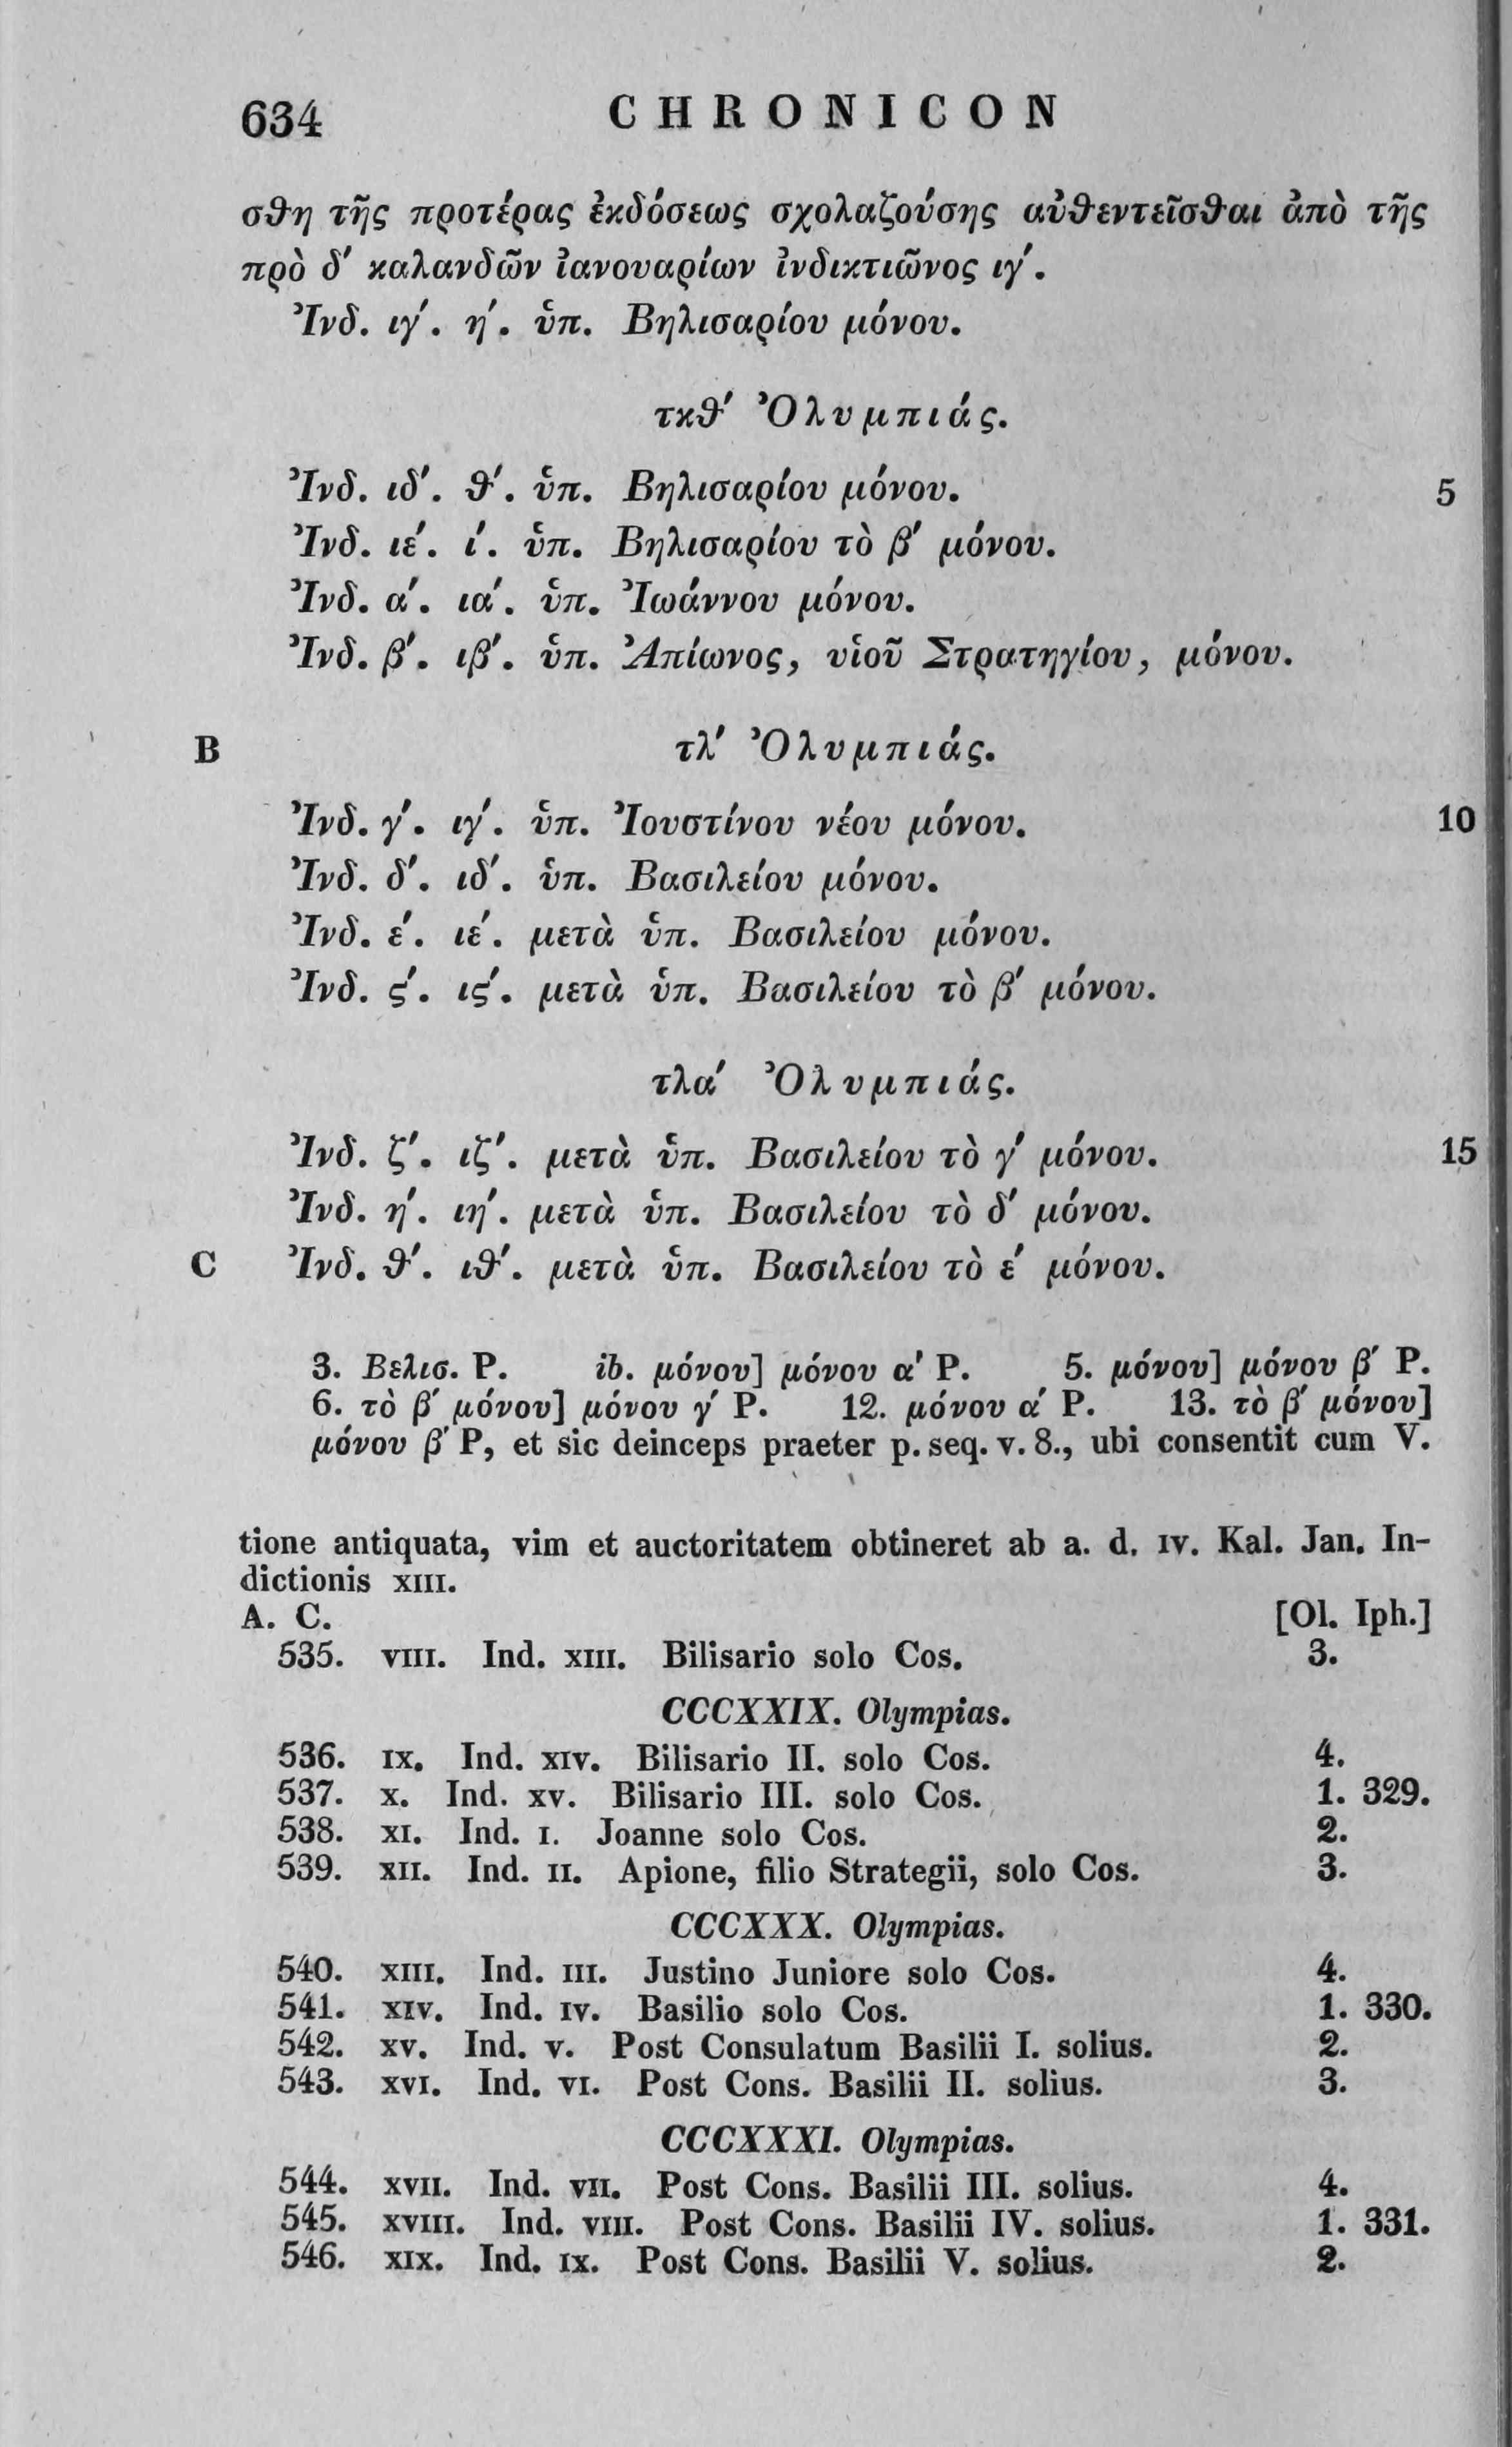 634 CHRONICON
σθη τῆς προτέρας ἐκδόσεως σχολαζούσης αὐθεντεῖσθαι ἀπὸ τῆς
πρὸ δ' καλανδῶν ἰανουαρίων ἰνδικτιῶνος ιγ'.
Ἰνδ. ιγ'. η'. ὑπ. Βηλισαρίου μόνου.
τκθ' Ὀλυμπιάς.
Ἰνδ. ιδ'. θ'. ὑπ. Βηλισαρίου μόνου. 5
Ἰνδ. ιε'. ι'. ὑπ. Βηλισαρίου τὸ β' μόνου.
Ἰνδ. α'. ια'. ὑπ. Ἰωάννου μόνου.
Ἰνδ. β'. ιβ'. ὑπ. Ἀπίωνος, υἱοῦ Στρατηγίου, μόνου.
B τλ' Ὀλυμπιάς.
Ἰνδ. γ'. ιγ'. ὑπ. Ἰουστίνου νέου μόνου. 10
Ἰνδ. δ'. ιδ'. ὑπ. Βασιλείου μόνου.
Ἰνδ. ε'. ιε'. μετὰ ὑπ. Βασιλείου μόνου.
Ἰνδ. ϛ'. ιϛ'. μετὰ ὑπ. Βασιλείου τὸ β' μόνου.
τλα' Ὀλυμπιάς.
Ἰνδ. ζ'. ιζ'. μετὰ ὑπ. Βασιλείου τὸ γ' μόνου. 15
Ἰνδ. η'. ιη'. μετὰ ὑπ. Βασιλείου τὸ δ' μόνου.
C Ἰνδ. θ'. ιθ'. μετὰ ὑπ. Βασιλείου τὸ ε' μόνου.
3. Βελισ. P. ib. μόνου] μόνου α' P. 5. μόνου] μόνου β' P.
6. τὸ β' μόνου] μόνου γ' P. 12. μόνου α' P. 13. τὸ β' μόνου]
μόνου β' P, et sic deinceps praeter p. seq. v. 8., ubi consentit cum V.
tione antiquata, vim et auctoritatem obtineret ab a. d. IV. Kal. Jan. In-
dictionis XIII.
A. C. [Ol. Iph.]
535. VIII. Ind. XIII. Bilisario solo Cos. 3.
CCCXXIX. Olympias.
536. IX. Ind. XIV. Bilisario II. solo Cos. 4.
537. X. Ind. XV. Bilisario III. solo Cos. 1. 329.
538. XI. Ind. I. Joanne solo Cos. 2.
539. XII. Ind. II. Apione, filio Strategii, solo Cos. 3.
CCCXXX. Olympias.
540. XIII. Ind. III. Justino Juniore solo Cos. 4.
541. XIV. Ind. IV. Basilio solo Cos. 1. 330.
542. XV. Ind. V. Post Consulatum Basilii I. solius. 2.
543. XVI. Ind. VI. Post Cons. Basilii II. solius. 3.
CCCXXXI. Olympias.
544. XVII. Ind. VII. Post Cons. Basilii III. solius. 4.
545. XVIII. Ind. VIII. Post Cons. Basilii IV. solius. 1. 331.
546. XIX. Ind. IX. Post Cons. Basilii V. solius. 2.